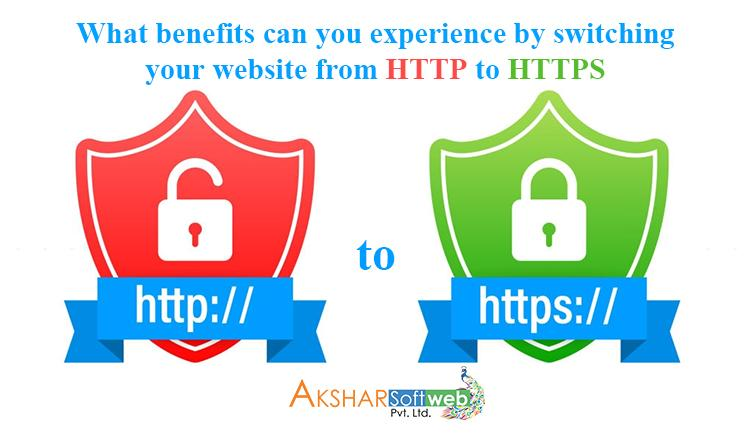 What benefits can you experience by switching
your website from HTTP to HTTPS
to
http://
https://
AKSHARSoftweb
Pvt. Ltd.